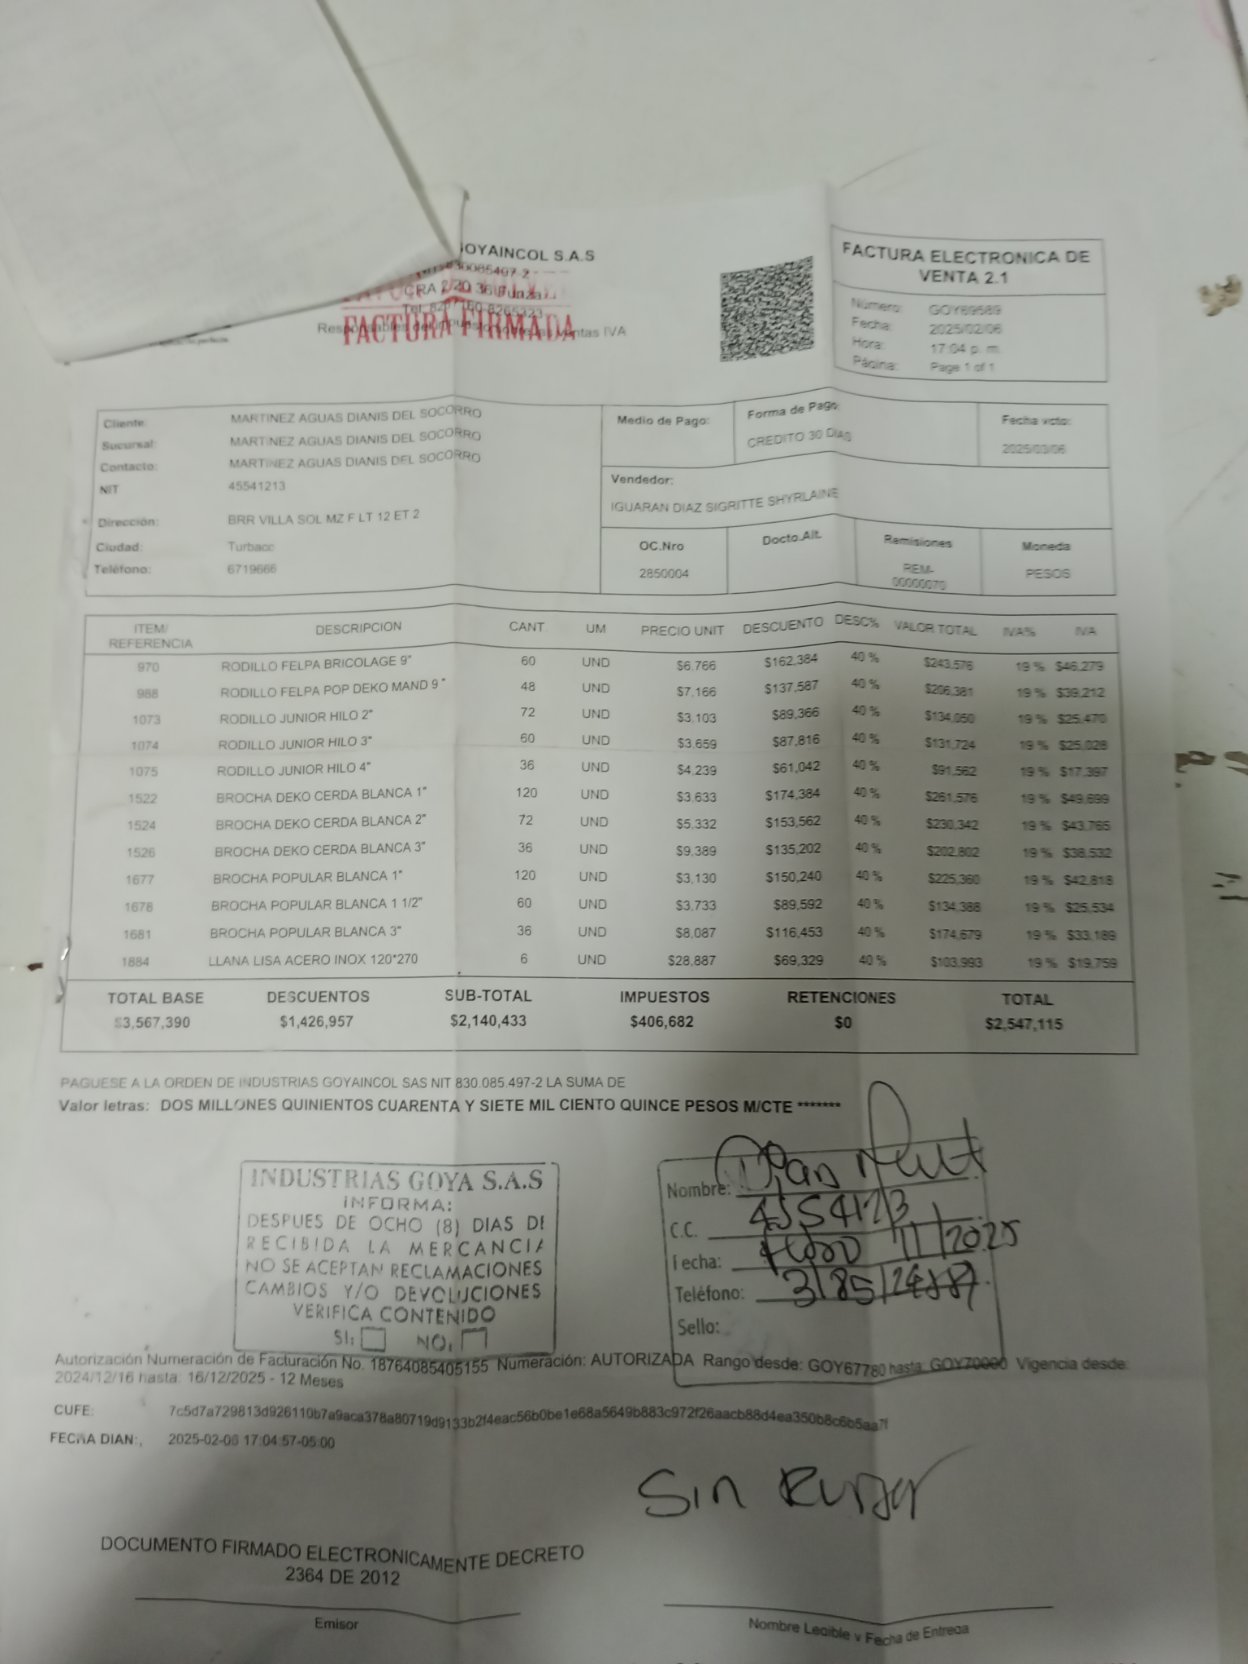 GOYAINCOL S.A.S
830085497-2
CRA 2 20 36 Funza
Tel
FACTURA FIRMADA
Responsables del ventas IVA
FACTURA ELECTRONICA DE
VENTA 2.1
Número: GOY69589
Fecha: 2025/02/06
Hora: 17:04 p. m.
Página: Page 1 of 1
Cliente: MARTINEZ AGUAS DIANIS DEL SOCORRO
Sucursal: MARTINEZ AGUAS DIANIS DEL SOCORRO
Contacto: MARTINEZ AGUAS DIANIS DEL SOCORRO
NIT 45541213
Dirección: BRR VILLA SOL MZ F LT 12 ET 2
Ciudad: Turbaco
Teléfono: 6719666
Medio de Pago:
Forma de Pago:
CREDITO 30 DIAS
Fecha vcto:
2025/03/06
Vendedor:
IGUARAN DIAZ SIGRITTE SHYRLAINE
OC.Nro
2850004
Docto.Alt.
Remisiones
REM-
00000070
Moneda
PESOS
ITEM/ REFERENCIA DESCRIPCION CANT UM PRECIO UNIT DESCUENTO DESC% VALOR TOTAL IVA% IVA
970 RODILLO FELPA BRICOLAGE 9" 60 UND $6,766 $162,384 40 % $243,576 19 % $46,279
988 RODILLO FELPA POP DEKO MAND 9 " 48 UND $7,166 $137,587 40 % $206,381 19 % $39,212
1073 RODILLO JUNIOR HILO 2" 72 UND $3,103 $89,366 40 % $134,050 19 % $25,470
1074 RODILLO JUNIOR HILO 3" 60 UND $3,659 $87,816 40 % $131,724 19 % $25,028
1075 RODILLO JUNIOR HILO 4" 36 UND $4,239 $61,042 40 % $91,562 19 % $17,397
1522 BROCHA DEKO CERDA BLANCA 1" 120 UND $3,633 $174,384 40 % $261,576 19 % $49,699
1524 BROCHA DEKO CERDA BLANCA 2" 72 UND $5,332 $153,562 40 % $230,342 19 % $43,765
1526 BROCHA DEKO CERDA BLANCA 3" 36 UND $9,389 $135,202 40 % $202,802 19 % $38,532
1677 BROCHA POPULAR BLANCA 1" 120 UND $3,130 $150,240 40 % $225,360 19 % $42,818
1678 BROCHA POPULAR BLANCA 1 1/2" 60 UND $3,733 $89,592 40 % $134,388 19 % $25,534
1681 BROCHA POPULAR BLANCA 3" 36 UND $8,087 $116,453 40 % $174,679 19 % $33,189
1884 LLANA LISA ACERO INOX 120*270 6 UND $28,887 $69,329 40 % $103,993 19 % $19,759
TOTAL BASE DESCUENTOS SUB-TOTAL IMPUESTOS RETENCIONES TOTAL
$3,567,390 $1,426,957 $2,140,433 $406,682 $0 $2,547,115
PAGUESE A LA ORDEN DE INDUSTRIAS GOYAINCOL SAS NIT 830.085.497-2 LA SUMA DE
Valor letras: DOS MILLONES QUINIENTOS CUARENTA Y SIETE MIL CIENTO QUINCE PESOS M/CTE *******
INDUSTRIAS GOYA S.A.S
INFORMA:
DESPUES DE OCHO (8) DIAS DE
RECIBIDA LA MERCANCIA
NO SE ACEPTAN RECLAMACIONES
CAMBIOS Y/O DEVOLUCIONES
VERIFICA CONTENIDO
SI: NO:
Nombre:
C.C.
Fecha: 11/2025
Teléfono:
Sello:
Autorización Numeración de Facturación No. 18764085405155 Numeración: AUTORIZADA Rango desde: GOY67780 hasta: GOY70000 Vigencia desde:
2024/12/16 hasta: 16/12/2025 - 12 Meses
CUFE: 7c5d7a729813d926110b7a9aca378a80719d9133b2f4eac56b0be1e68a5649b883c972f26aacb88d4ea350b8c6b5aa7f
FECHA DIAN:, 2025-02-06 17:04:57-05:00
Sin
DOCUMENTO FIRMADO ELECTRONICAMENTE DECRETO
2364 DE 2012
Emisor
Nombre Legible y Fecha de Entrega